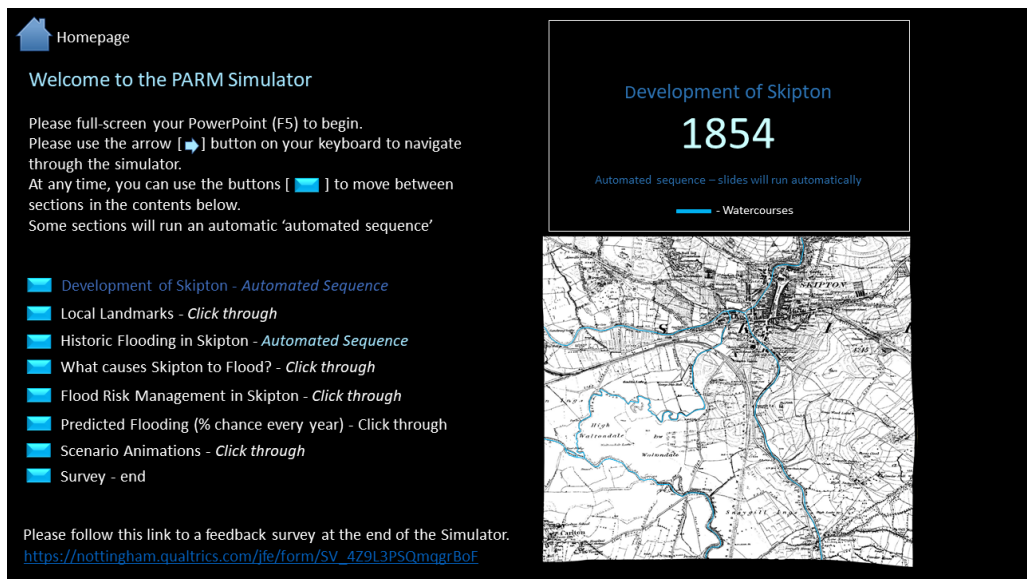 Homepage
Welcome to the PARM Simulator
Please full-screen your PowerPoint (F5) to begin.
Please use the arrow [ ] button on your keyboard to navigate
through the simulator.
At any time, you can use the buttons [ ] to move between
sections in the contents below.
Some sections will run an automatic ‘automated sequence’
Development of Skipton - Automated Sequence
Local Landmarks - Click through
Historic Flooding in Skipton - Automated Sequence
What causes Skipton to Flood? - Click through
Flood Risk Management in Skipton - Click through
Predicted Flooding (% chance every year) - Click through
Scenario Animations - Click through
Survey - end
Please follow this link to a feedback survey at the end of the Simulator.
https://nottingham.qualtrics.com/jfe/form/SV_4Z9L3PSQmqgrBoF
Development of Skipton
1854
Automated sequence – slides will run automatically
- Watercourses
SKIPTON
High
Carleton